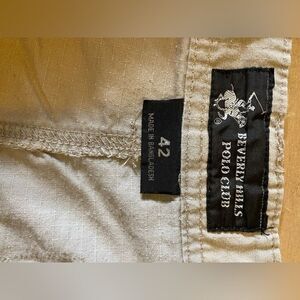 42
MADE IN BANGLADESH
BEVERLY HILLS
POLO CLUB